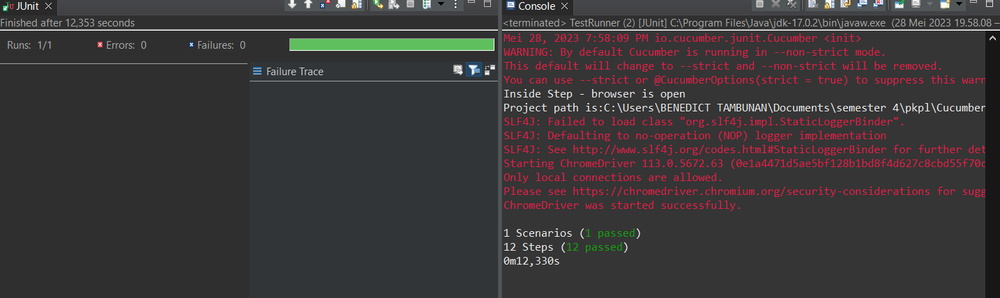 JUnit
Finished after 12,353 seconds
Runs: 1/1
Errors: 0
Failures: 0
Failure Trace
Console
<terminated> TestRunner (2) [JUnit] C:\Program Files\Java\jdk-17.0.2\bin\javaw.exe (28 Mei 2023 19.58.08 –
Mei 28, 2023 7:58:09 PM io.cucumber.junit.Cucumber <init>
WARNING: By default Cucumber is running in --non-strict mode.
This default will change to --strict and --non-strict will be removed.
You can use --strict or @CucumberOptions(strict = true) to suppress this warn
Inside Step - browser is open
Project path is:C:\Users\BENEDICT TAMBUNAN\Documents\semester 4\pkpl\Cucumber
SLF4J: Failed to load class "org.slf4j.impl.StaticLoggerBinder".
SLF4J: Defaulting to no-operation (NOP) logger implementation
SLF4J: See http://www.slf4j.org/codes.html#StaticLoggerBinder for further det
Starting ChromeDriver 113.0.5672.63 (0e1a4471d5ae5bf128b1bd8f4d627c8cbd55f70c
Only local connections are allowed.
Please see https://chromedriver.chromium.org/security-considerations for sugg
ChromeDriver was started successfully.
1 Scenarios (1 passed)
12 Steps (12 passed)
0m12,330s